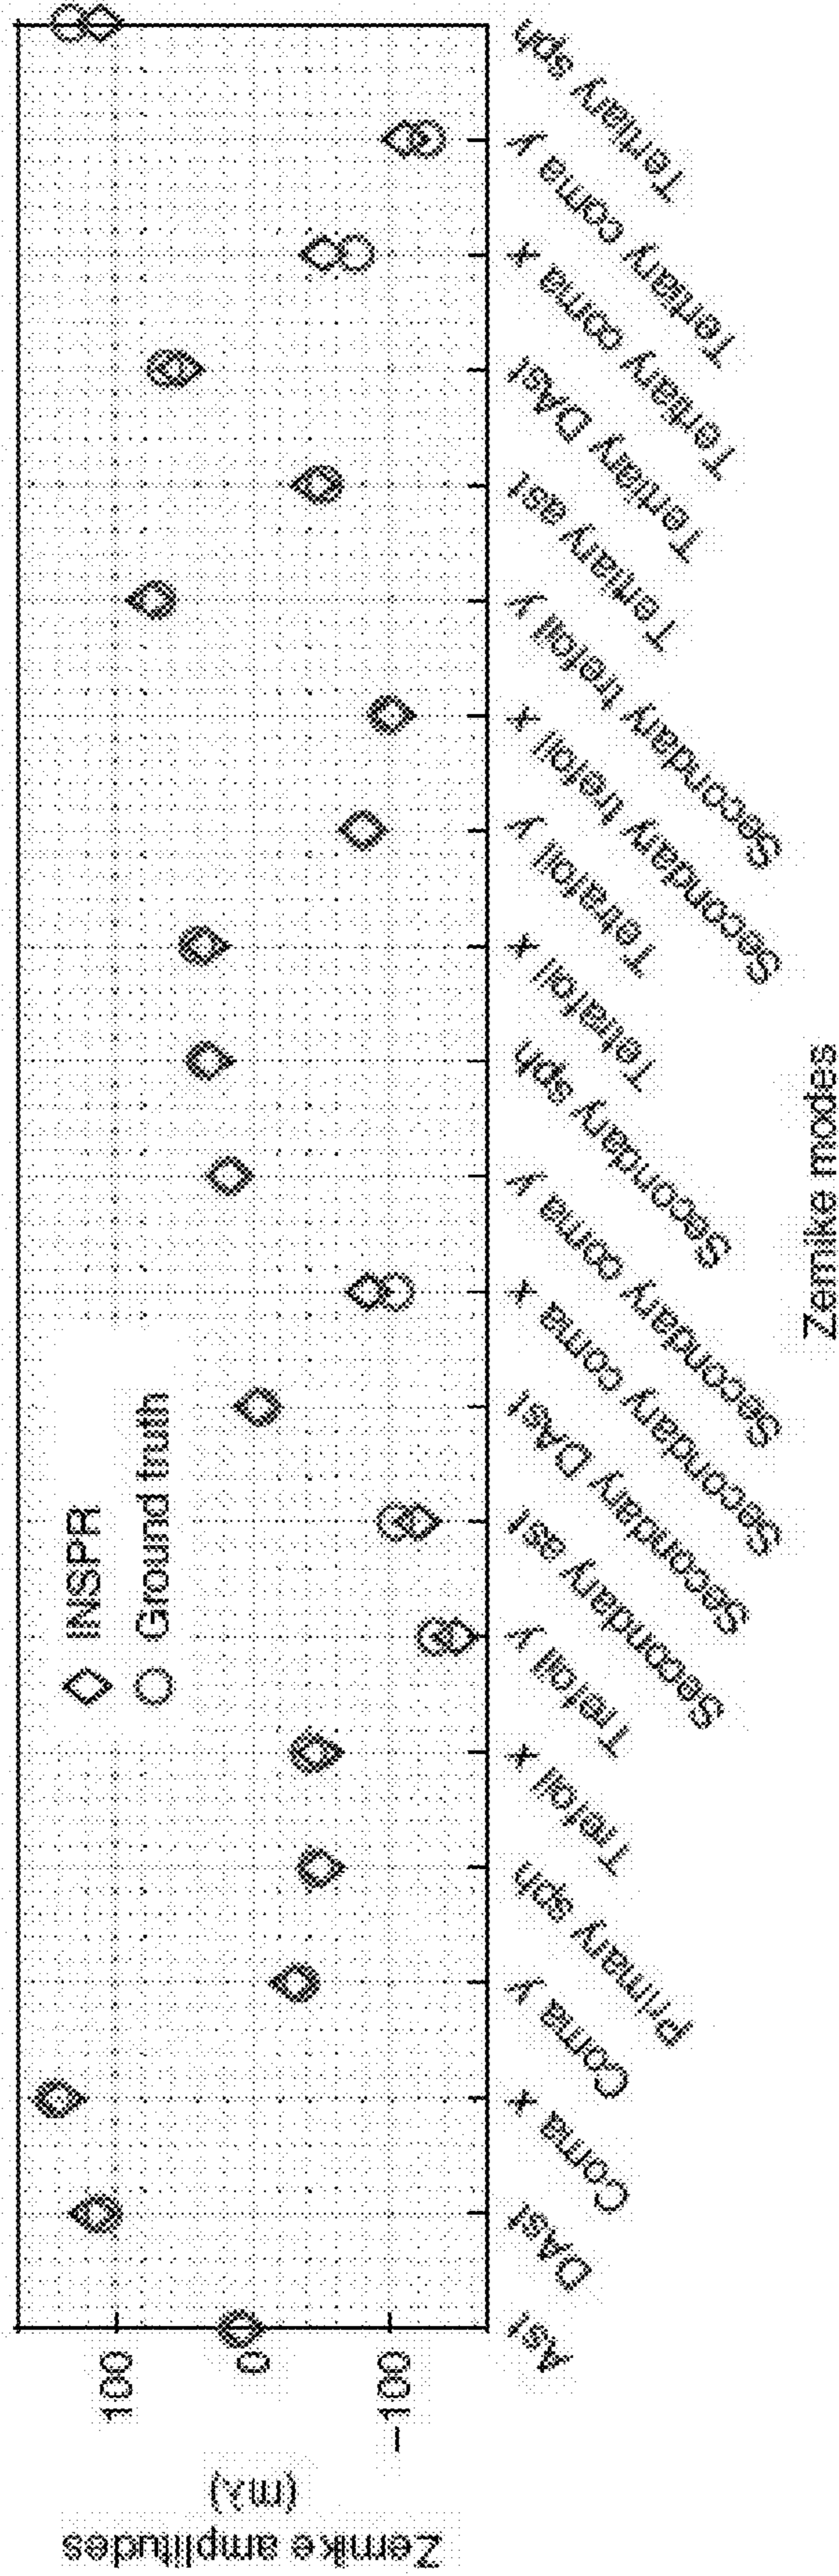 Zernike amplitudes
(mλ)
100
0
-100
INSPR
Ground truth
Ast
DAst
Coma x
Coma y
Primary sph
Trefoil x
Trefoil y
Secondary ast
Secondary DAst
Secondary coma x
Secondary coma y
Secondary sph
Tetrafoil x
Tetrafoil y
Secondary trefoil x
Secondary trefoil y
Tertiary ast
Tertiary DAst
Tertiary coma x
Tertiary coma y
Tertiary sph
Zernike modes